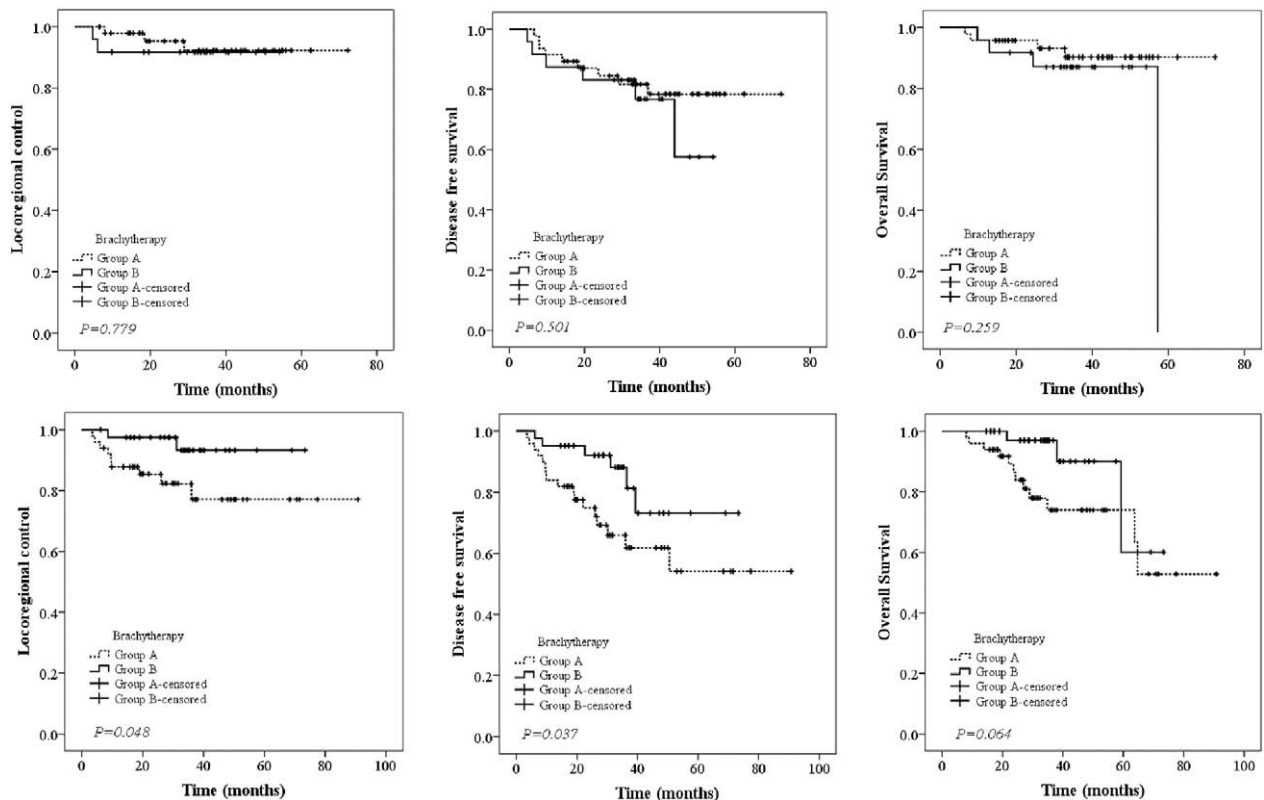 Locoregional control
1.0
0.8
0.6
0.4
0.2
0.0
Brachytherapy
Group A
Group B
Group A-censored
Group B-censored
P=0.779
0 20 40 60 80
Time (months)
Disease free survival
1.0
0.8
0.6
0.4
0.2
0.0
Brachytherapy
Group A
Group B
Group A-censored
Group B-censored
P=0.501
0 20 40 60 80
Time (months)
Overall Survival
1.0
0.8
0.6
0.4
0.2
0.0
Brachytherapy
Group A
Group B
Group A-censored
Group B-censored
P=0.259
0 20 40 60 80
Time (months)
Locoregional control
1.0
0.8
0.6
0.4
0.2
0.0
Brachytherapy
Group A
Group B
Group A-censored
Group B-censored
P=0.048
0 20 40 60 80 100
Time (months)
Disease free survival
1.0
0.8
0.6
0.4
0.2
0.0
Brachytherapy
Group A
Group B
Group A-censored
Group B-censored
P=0.037
0 20 40 60 80 100
Time (months)
Overall Survival
1.0
0.8
0.6
0.4
0.2
0.0
Brachytherapy
Group A
Group B
Group A-censored
Group B-censored
P=0.064
0 20 40 60 80 100
Time (months)